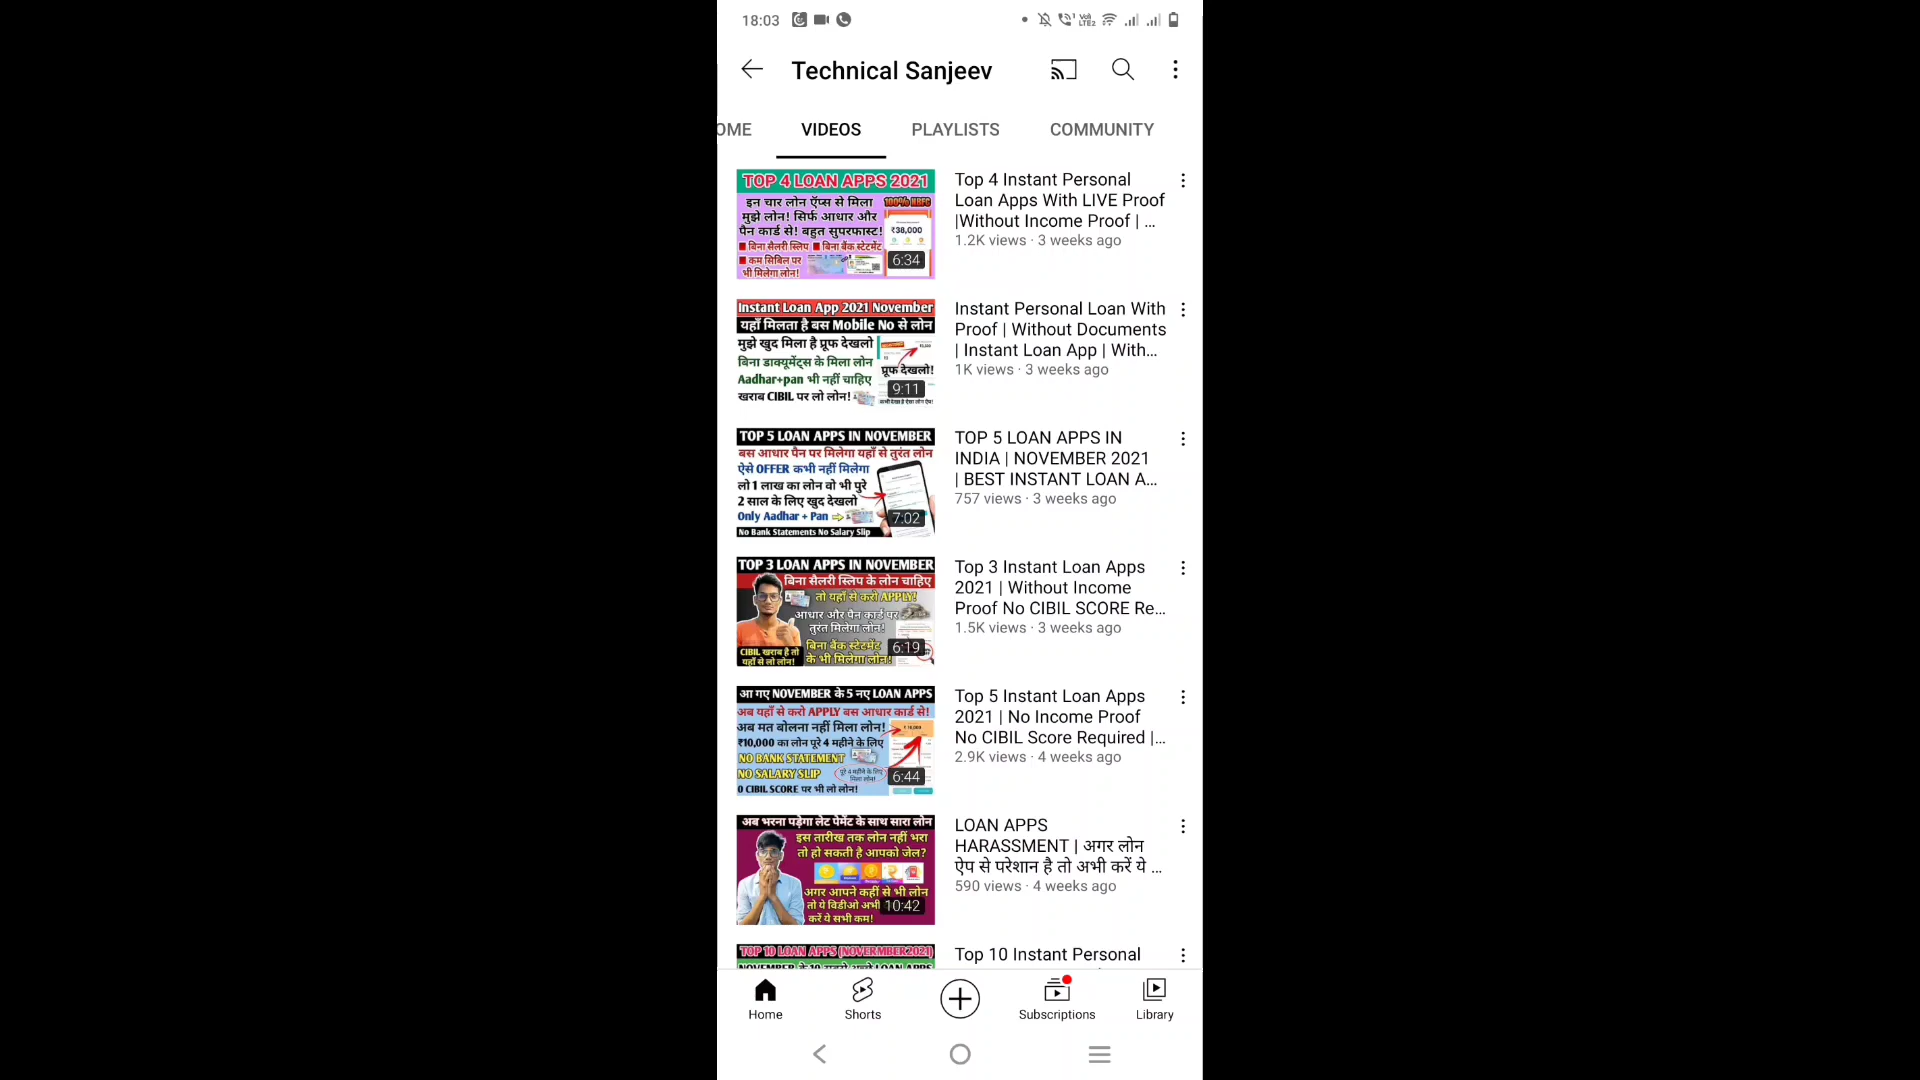 18:03
Technical Sanjeev
OME VIDEOS PLAYLISTS COMMUNITY
TOP 4 LOAN APPS 2021
इन चार लोन ऍप्स से मिला 100% NBFC
मुझे लोन! सिर्फ आधार और
पैन कार्ड से! बहुत सुपरफास्ट! ₹38,000
बिना सैलरी स्लिप बिना बैंक स्टेटमेंट
कम सिबिल पर
भी मिलेगा लोन!
6:34
Top 4 Instant Personal
Loan Apps With LIVE Proof
|Without Income Proof | ...
1.2K views · 3 weeks ago
Instant Loan App 2021 November
यहाँ मिलता है बस Mobile No से लोन
मुझे खुद मिला है प्रूफ देखलो
बिना डाक्यूमेंट्स के मिला लोन
प्रूफ देखलो!
Aadhar+pan भी नहीं चाहिए
खराब CIBIL पर लो लोन!
9:11
Instant Personal Loan With
Proof | Without Documents
| Instant Loan App | With...
1K views · 3 weeks ago
TOP 5 LOAN APPS IN NOVEMBER
बस आधार पैन पर मिलेगा यहाँ से तुरंत लोन
ऐसे OFFER कभी नहीं मिलेगा
लो 1 लाख का लोन वो भी पुरे
2 साल के लिए खुद देखलो
Only Aadhar + Pan
7:02
No Bank Statements No Salary Slip
TOP 5 LOAN APPS IN
INDIA | NOVEMBER 2021
| BEST INSTANT LOAN A...
757 views · 3 weeks ago
TOP 3 LOAN APPS IN NOVEMBER
बिना सैलरी स्लिप के लोन चाहिए
तो यहाँ से करो APPLY!
आधार और पैन कार्ड पर
तुरंत मिलेगा लोन!
बिना बैंक स्टेटमेंट
के भी मिलेगा लोन!
CIBIL खराब है तो
यहाँ से लो लोन!
6:19
Top 3 Instant Loan Apps
2021 | Without Income
Proof No CIBIL SCORE Re...
1.5K views · 3 weeks ago
आ गए NOVEMBER के 5 नए LOAN APPS
अब यहाँ से करो APPLY बस आधार कार्ड से!
अब मत बोलना नहीं मिला लोन!
₹10,000 का लोन पूरे 4 महीने के लिए
NO BANK STATEMENT
NO SALARY SLIP
पूरे 4 महीने के लिए
मिला लोन!
0 CIBIL SCORE पर भी लो लोन!
6:44
Top 5 Instant Loan Apps
2021 | No Income Proof
No CIBIL Score Required |...
2.9K views · 4 weeks ago
अब भरना पड़ेगा लेट पेमेंट के साथ सारा लोन
इस तारीख तक लोन नहीं भरा
तो हो सकती है आपको जेल?
अगर आपने कहीं से भी लोन
तो ये विडीओ अभी
करें ये सभी कम!
10:42
LOAN APPS
HARASSMENT | अगर लोन
ऐप से परेशान है तो अभी करें ये ...
590 views · 4 weeks ago
TOP 10 LOAN APPS (NOVERMBER2021)
Top 10 Instant Personal
Home Shorts Subscriptions Library